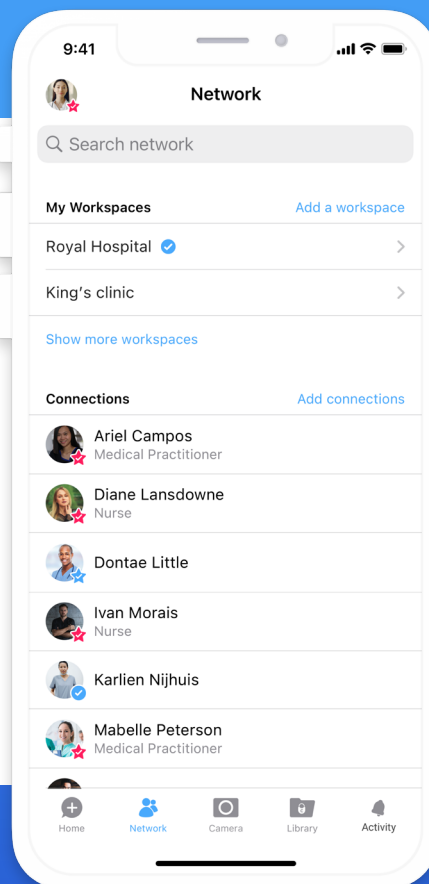 9:41
Network
Search network
My Workspaces Add a workspace
Royal Hospital
King's clinic
Show more workspaces
Connections Add connections
Ariel Campos
Medical Practitioner
Diane Lansdowne
Nurse
Dontae Little
Ivan Morais
Nurse
Karlien Nijhuis
Mabelle Peterson
Medical Practitioner
Home Network Camera Library Activity